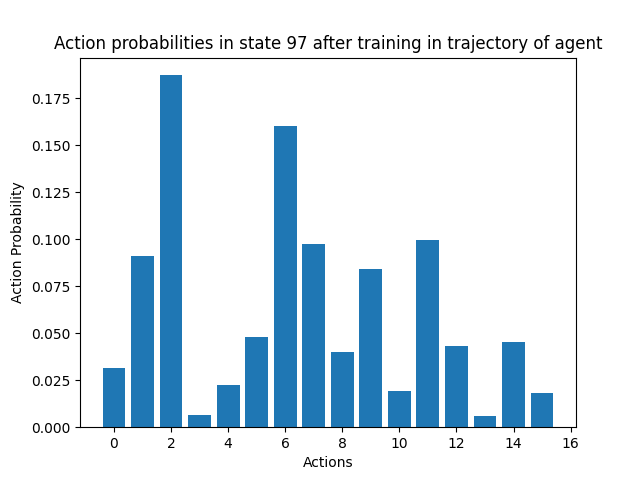 Action probabilities in state 97 after training in trajectory of agent
0.175
0.150
0.125
0.100
0.075
0.050
0.025
0.000
Action Probability
0 2 4 6 8 10 12 14 16
Actions